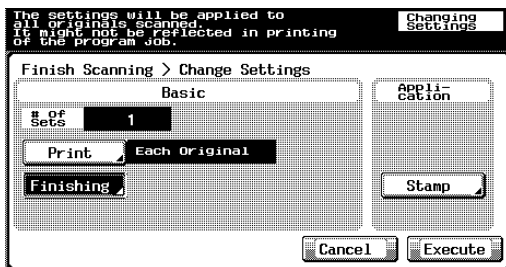 The settings will be applied to
all originals scanned.
It might not be reflected in printing
of the program job.
Changing
Settings
Finish Scanning > Change Settings
Basic
Appli-
cation
# Of
Sets
1
Print
Each Original
Finishing
Stamp
Cancel
Execute